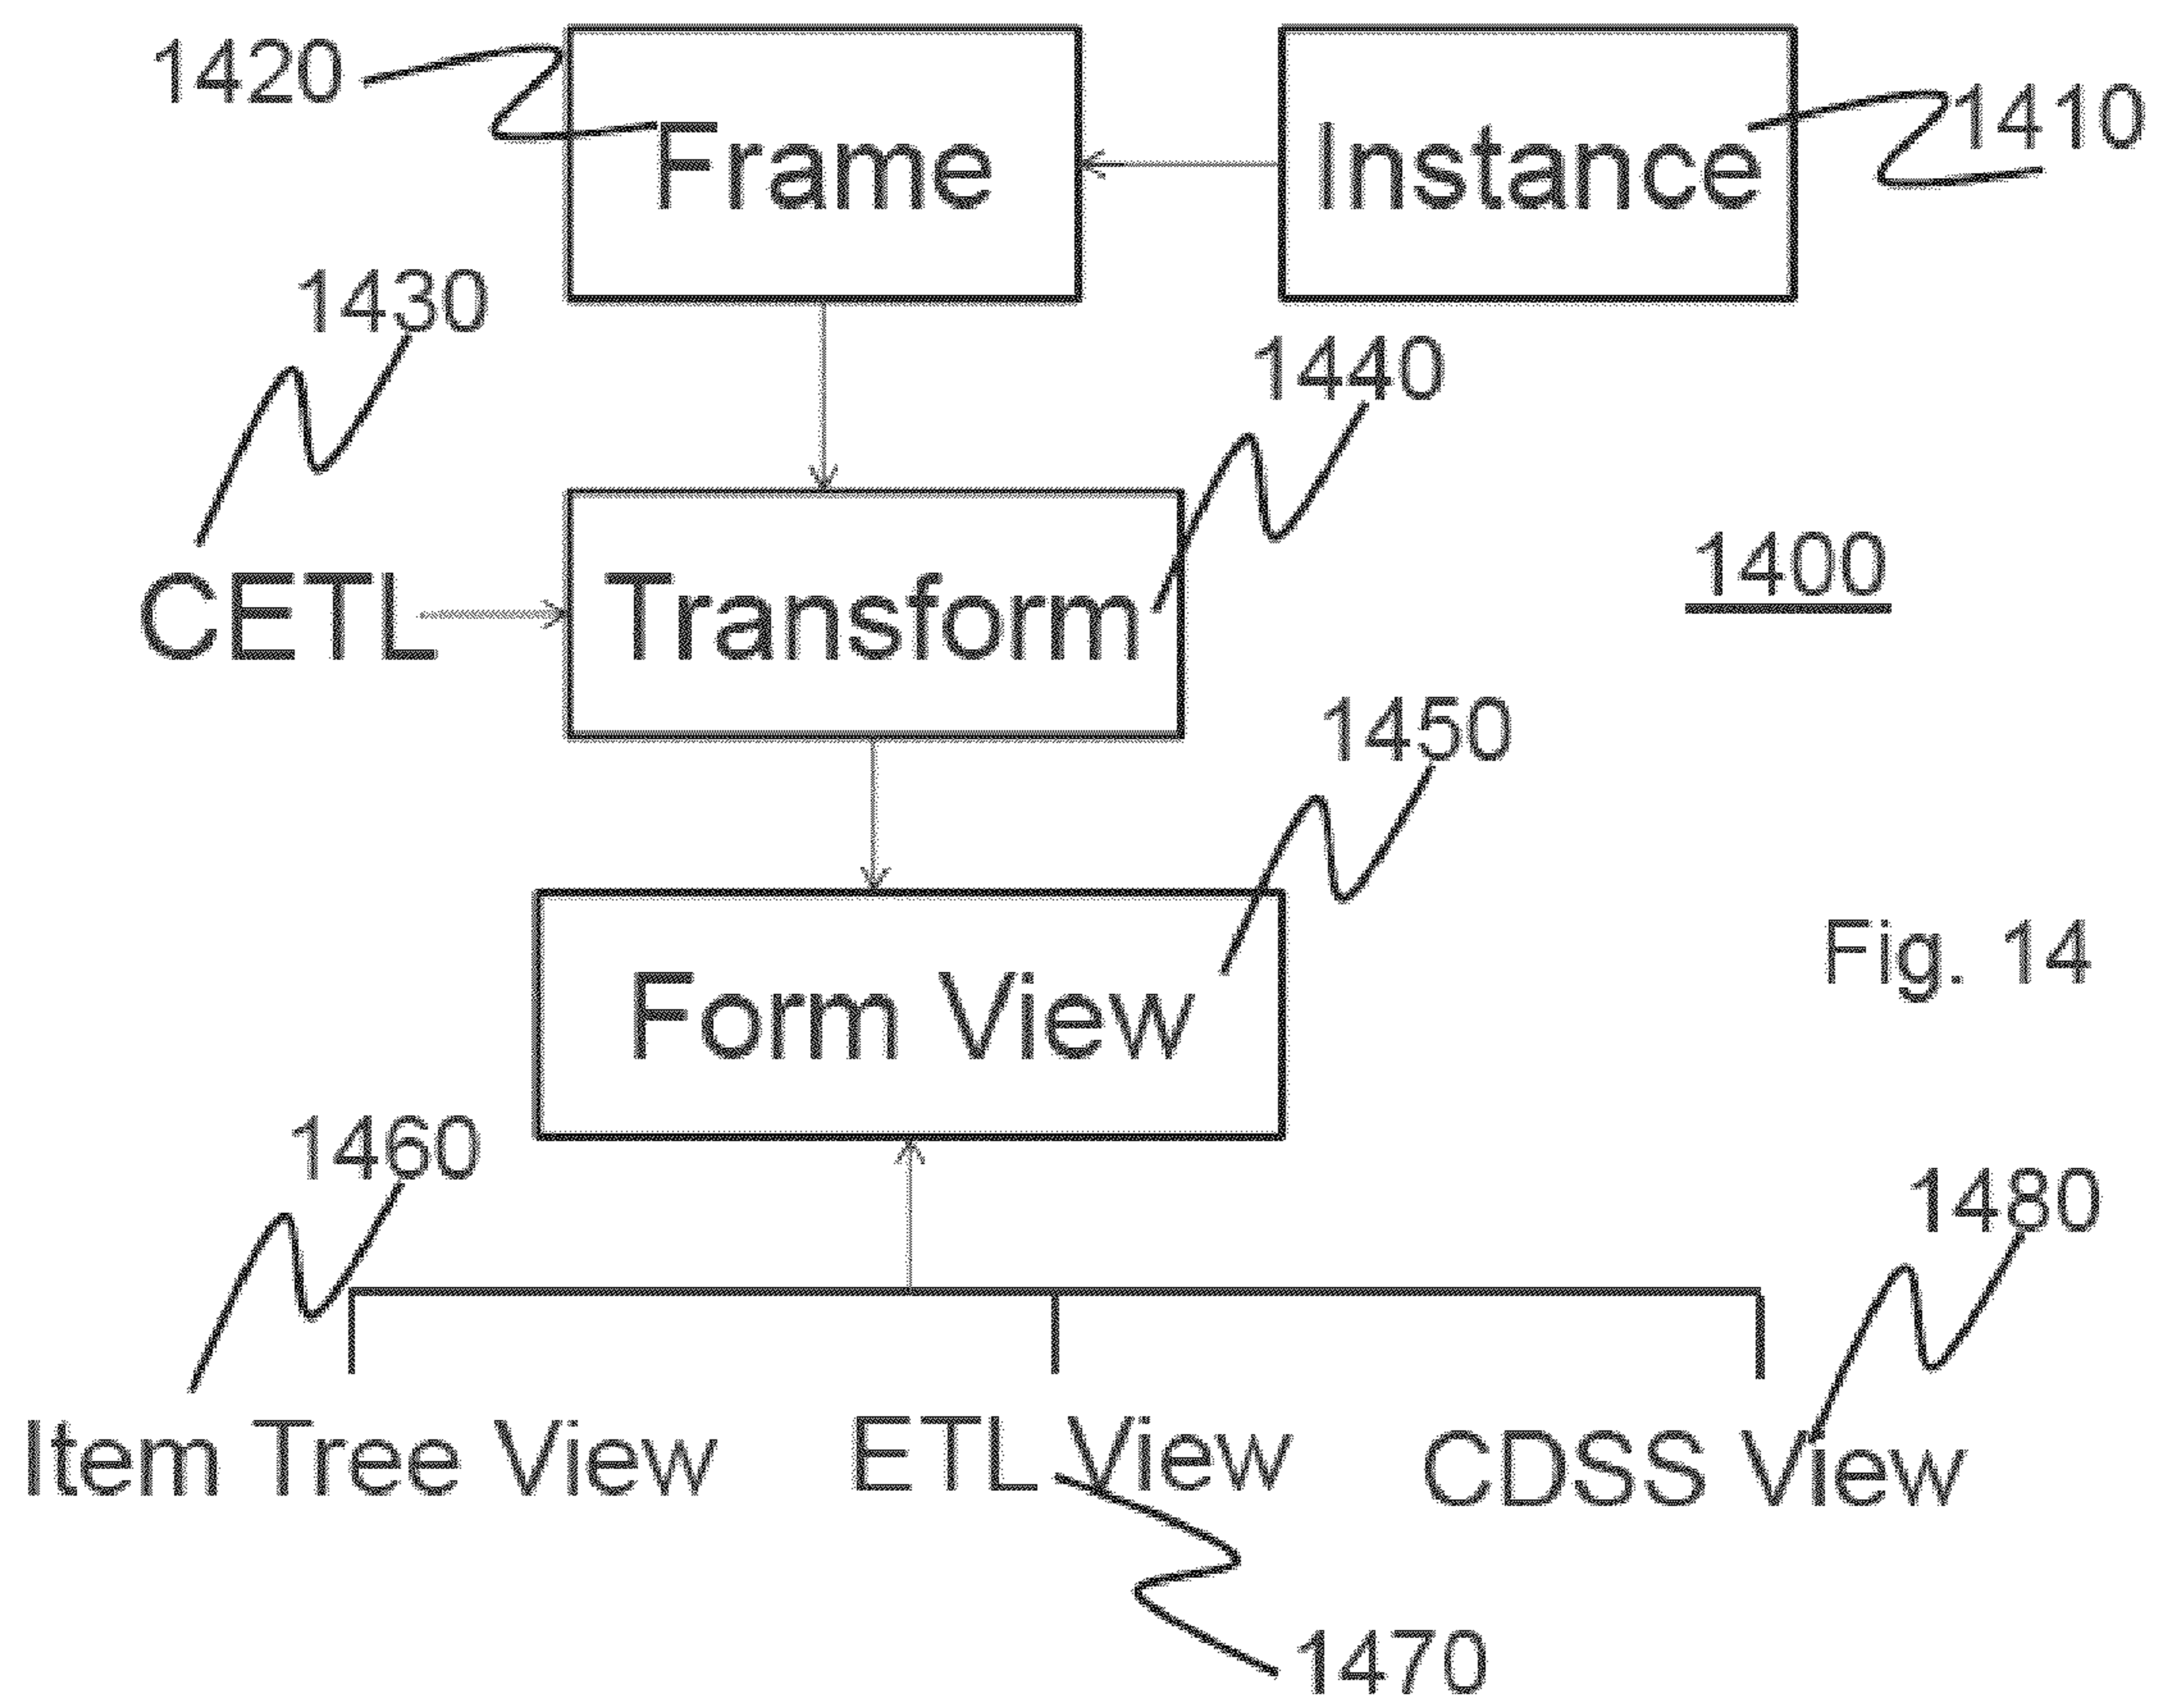 1420
Frame
Instance
1410
1430
1440
CETL
Transform
1400
1450
Form View
Fig. 14
1460
1480
Item Tree View
ETL View
CDSS View
1470